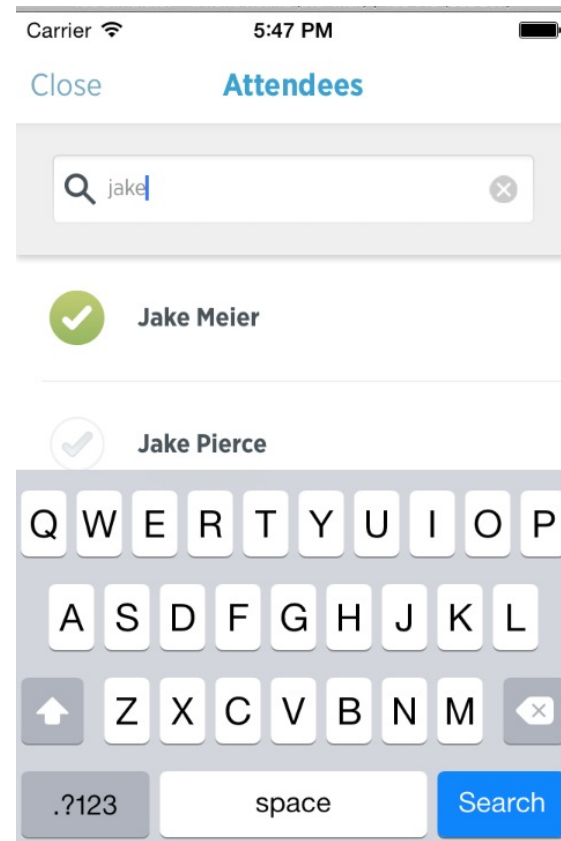 Carrier 5:47 PM
Close Attendees
jake
Jake Meier
Jake Pierce
Q W E R T Y U I O P
A S D F G H J K L
Z X C V B N M
.?123 space Search